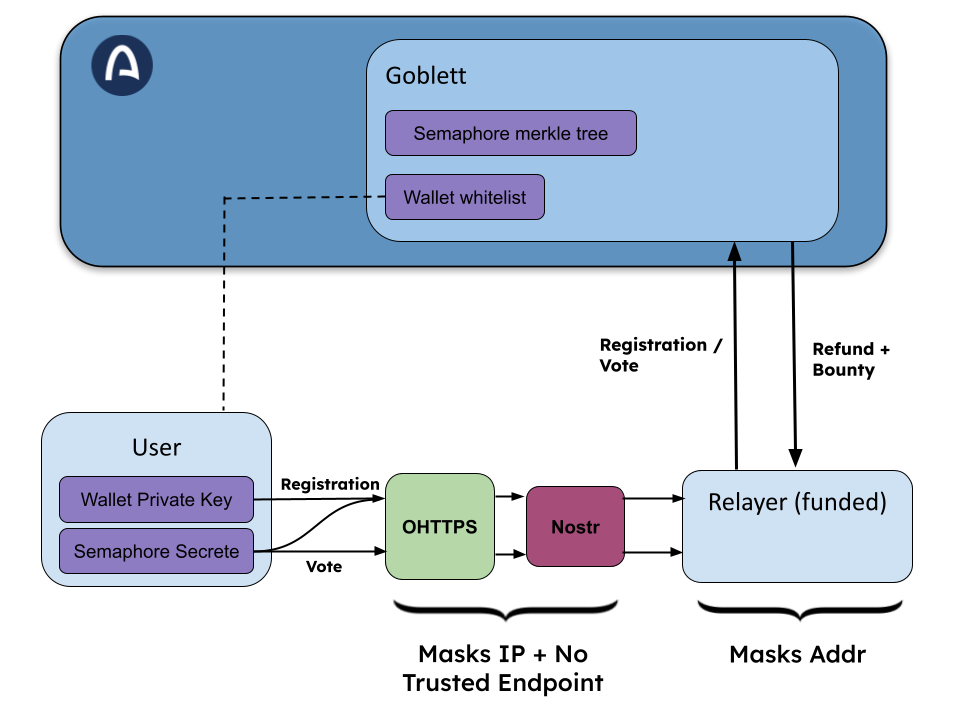 Goblett
Semaphore merkle tree
Wallet whitelist
Registration /
Vote
Refund +
Bounty
User
Wallet Private Key
Semaphore Secrete
Registration
Vote
OHTTPS
Nostr
Relayer (funded)
Masks IP + No
Trusted Endpoint
Masks Addr